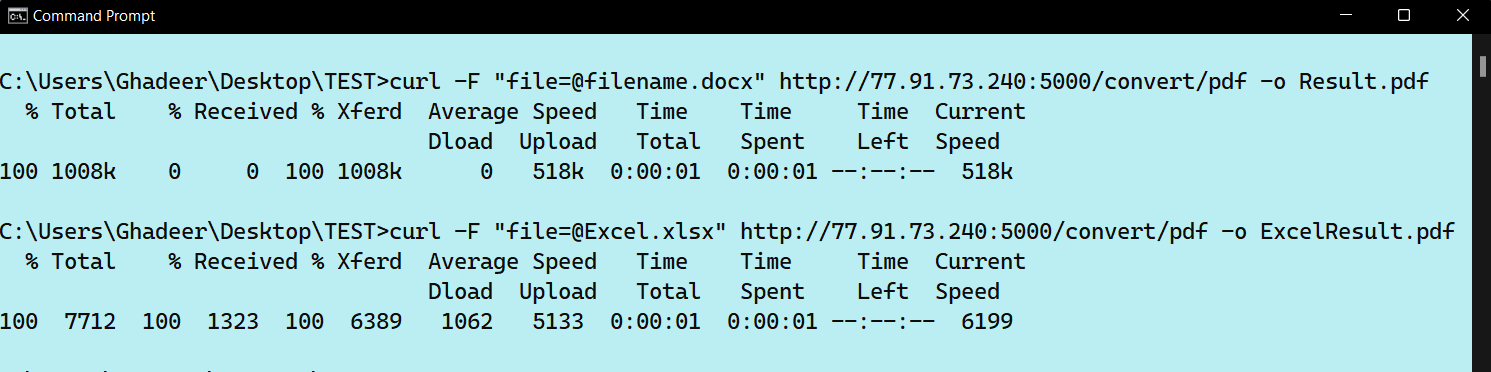 Command Prompt
C:\Users\Ghadeer\Desktop\TEST>curl -F "file=@filename.docx" http://77.91.73.240:5000/convert/pdf -o Result.pdf
  % Total    % Received % Xferd  Average Speed   Time    Time     Time  Current
                                 Dload  Upload   Total   Spent    Left  Speed
100 1008k    0     0  100 1008k      0   518k  0:00:01  0:00:01 --:--:--  518k
C:\Users\Ghadeer\Desktop\TEST>curl -F "file=@Excel.xlsx" http://77.91.73.240:5000/convert/pdf -o ExcelResult.pdf
  % Total    % Received % Xferd  Average Speed   Time    Time     Time  Current
                                 Dload  Upload   Total   Spent    Left  Speed
100  7712  100  1323  100  6389   1062   5133  0:00:01  0:00:01 --:--:--  6199